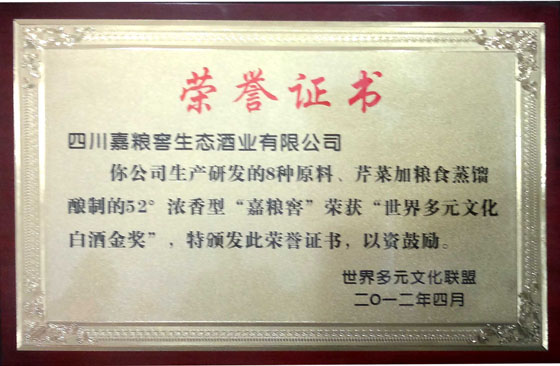 荣誉证书
四川嘉粮窖生态酒业有限公司
你公司生产研发的8种原料、芹菜加粮食蒸馏
酿制的52°浓香型“嘉粮窖”荣获“世界多元文化
白酒金奖”，特颁发此荣誉证书，以资鼓励。
世界多元文化联盟
二〇一二年四月